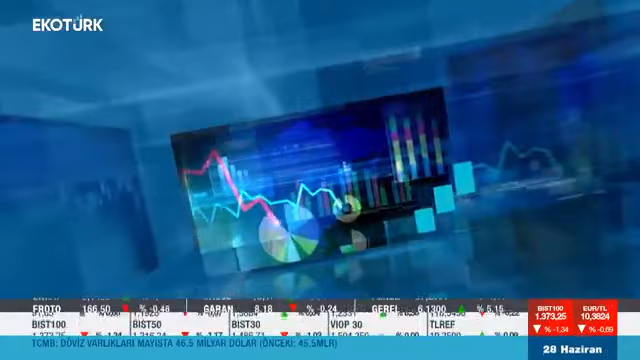 EKOTÜRK
FROTO 166.50 % -0.48 GARAN 8.18 % -0.24 GEREL 6.1300 % 5.15
BIST100 BIST50 BIST30 VIOP 30 TLREF
BIST100 EUR/TL
1.373,25 10,3824
% -1,34 % -0,69
28 Haziran
TCMB: DÖVİZ VARLIKLARI MAYISTA 46.5 MİLYAR DOLAR (ÖNCEKİ: 45.5MLR)